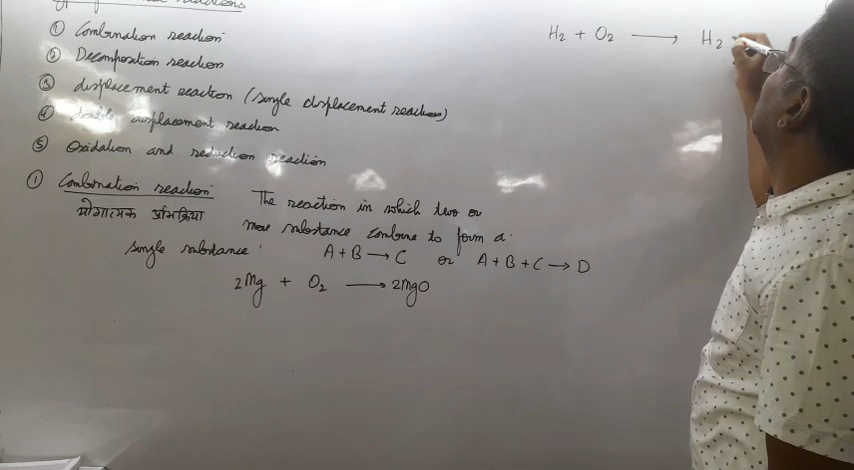 ① Combination reaction
② Decomposition reaction
③ displacement reaction (single displacement reaction)
④ double displacement reaction
⑤ Oxidation and reduction reaction
① Combination reaction The reaction in which two or
योगात्मक अभिक्रिया more substance combine to form a
single substance. A + B → C or A + B + C → D
2Mg + O₂ → 2MgO
H₂ + O₂ → H₂